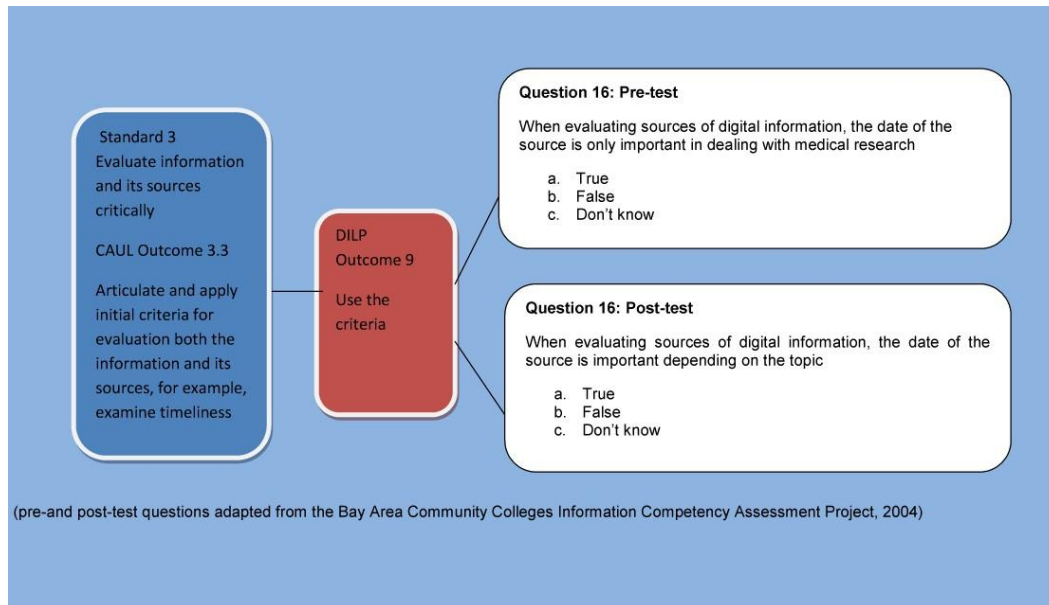 Standard 3
Evaluate information
and its sources
critically
CAUL Outcome 3.3
Articulate and apply
initial criteria for
evaluation both the
information and its
sources, for example,
examine timeliness
DILP
Outcome 9
Use the
criteria
Question 16: Pre-test
When evaluating sources of digital information, the date of the
source is only important in dealing with medical research
a. True
b. False
c. Don't know
Question 16: Post-test
When evaluating sources of digital information, the date of the
source is important depending on the topic
a. True
b. False
c. Don't know
(pre-and post-test questions adapted from the Bay Area Community Colleges Information Competency Assessment Project, 2004)